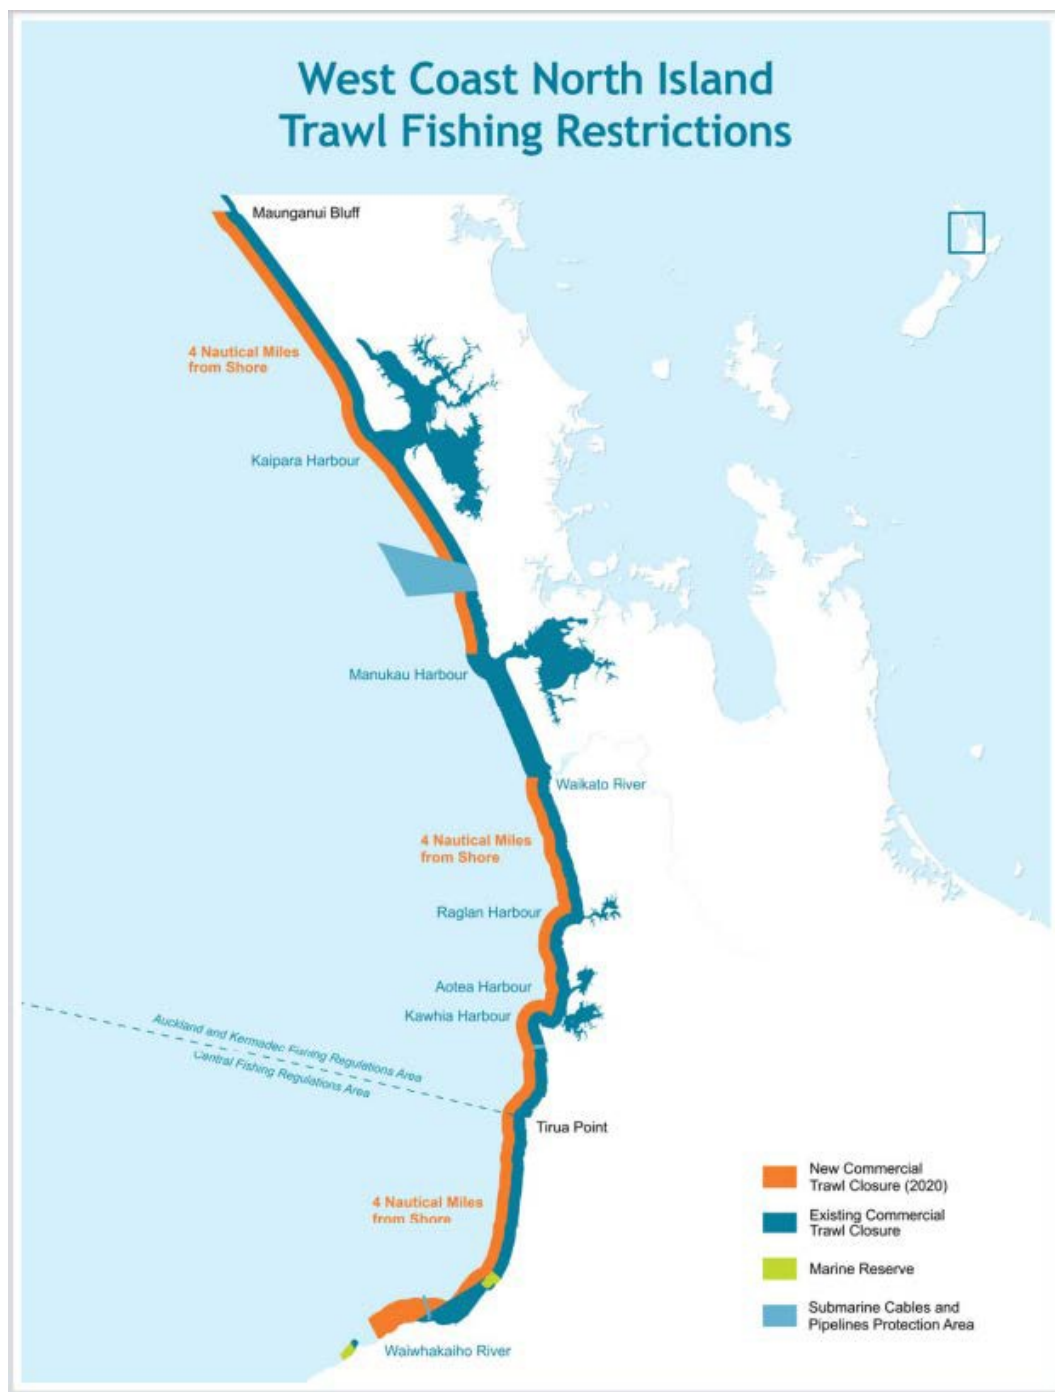 West Coast North Island
Trawl Fishing Restrictions
Maunganui Bluff
4 Nautical Miles
from Shore
Kaipara Harbour
Manukau Harbour
Waikato River
4 Nautical Miles
from Shore
Raglan Harbour
Aotea Harbour
Kawhia Harbour
Auckland and Kermadec Fishing Regulations Area
Central Fishing Regulations Area
Tirua Point
4 Nautical Miles
from Shore
Waiwhakaiho River
New Commercial
Trawl Closure (2020)
Existing Commercial
Trawl Closure
Marine Reserve
Submarine Cables and
Pipelines Protection Area